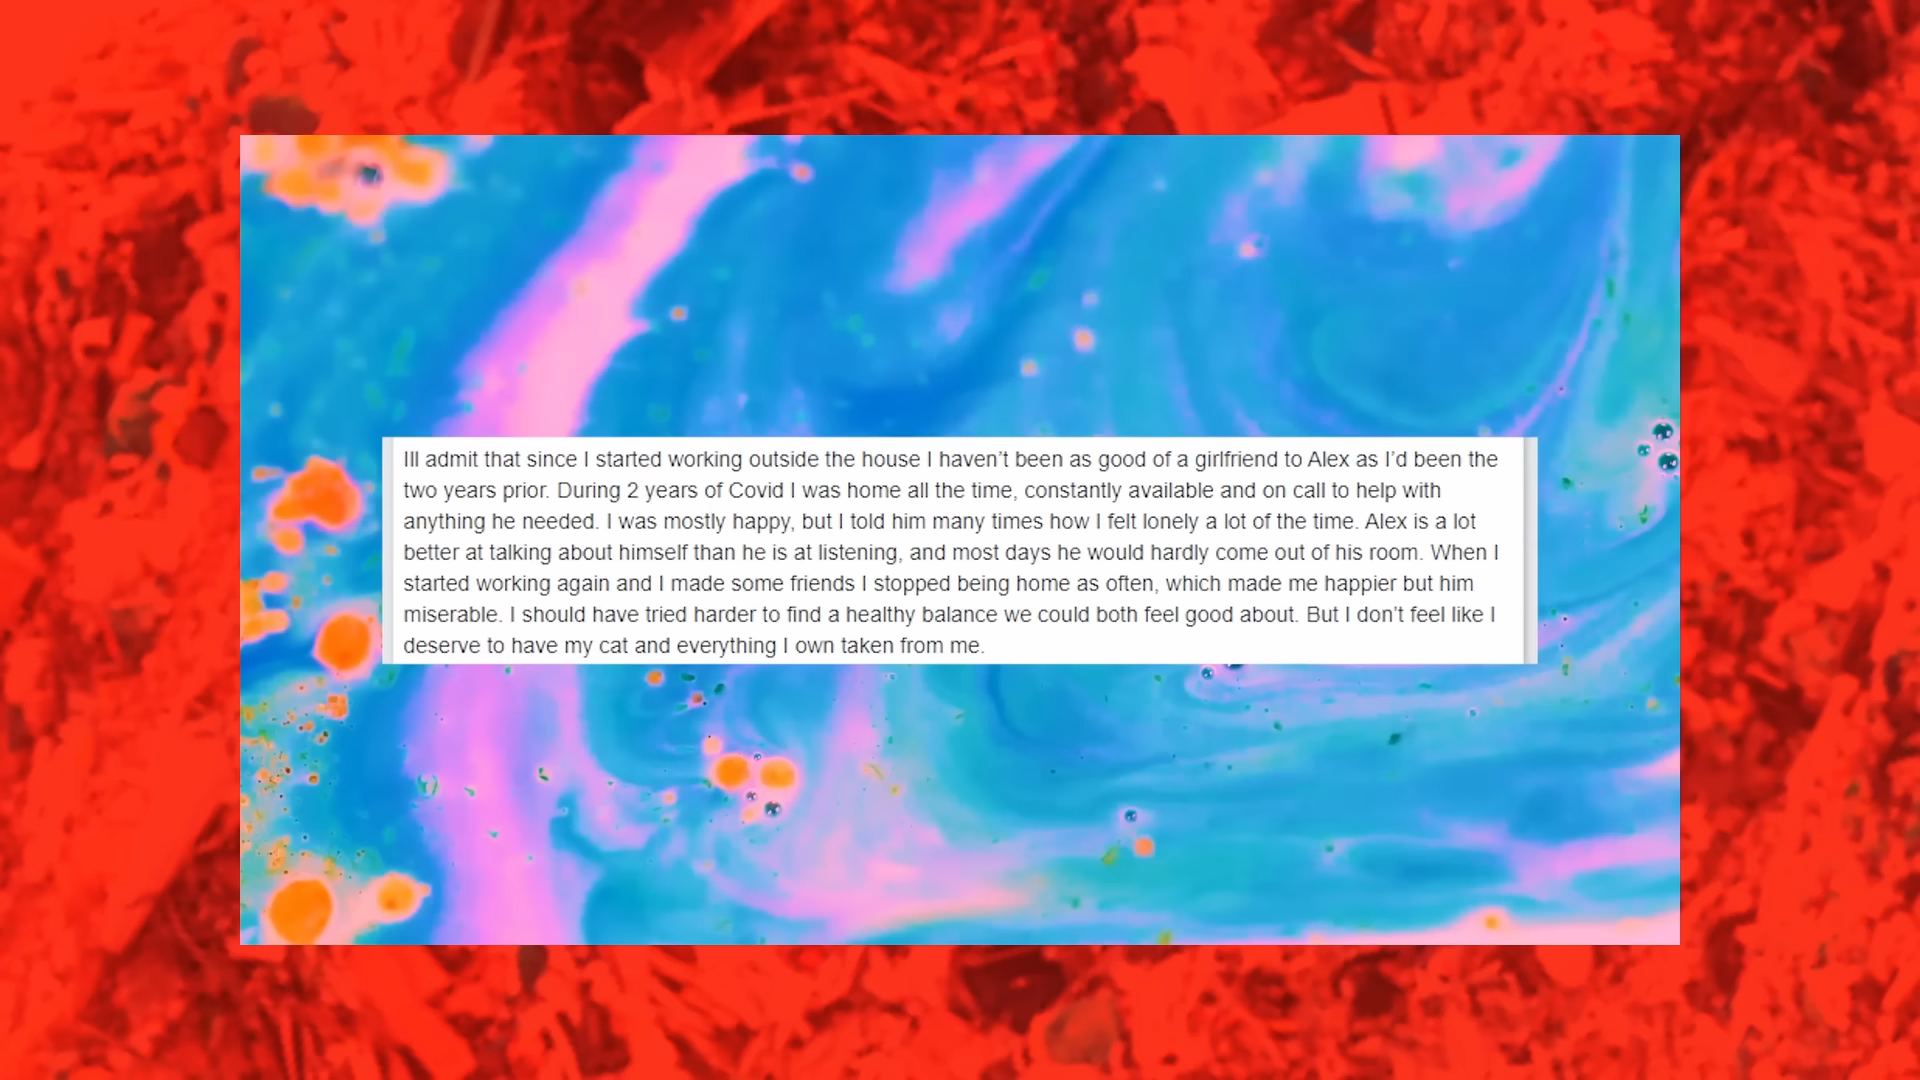 Ill admit that since I started working outside the house I haven’t been as good of a girlfriend to Alex as I’d been the
two years prior. During 2 years of Covid I was home all the time, constantly available and on call to help with
anything he needed. I was mostly happy, but I told him many times how I felt lonely a lot of the time. Alex is a lot
better at talking about himself than he is at listening, and most days he would hardly come out of his room. When I
started working again and I made some friends I stopped being home as often, which made me happier but him
miserable. I should have tried harder to find a healthy balance we could both feel good about. But I don’t feel like I
deserve to have my cat and everything I own taken from me.